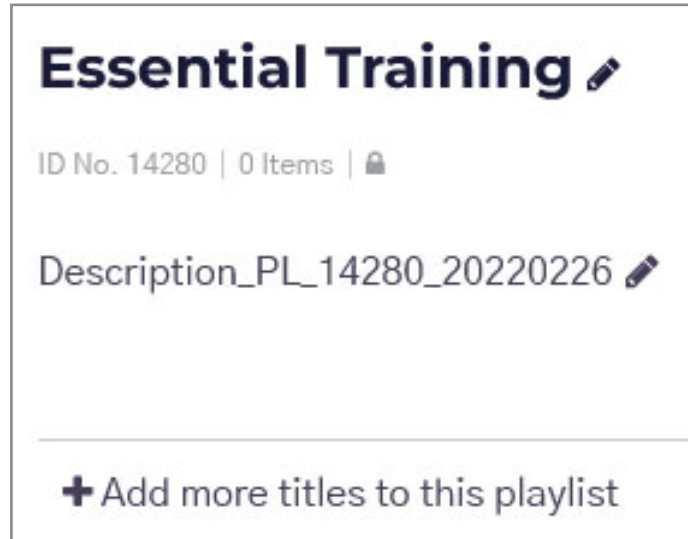 Essential Training
ID No. 14280 | 0 Items |
Description_PL_14280_20220226
+ Add more titles to this playlist